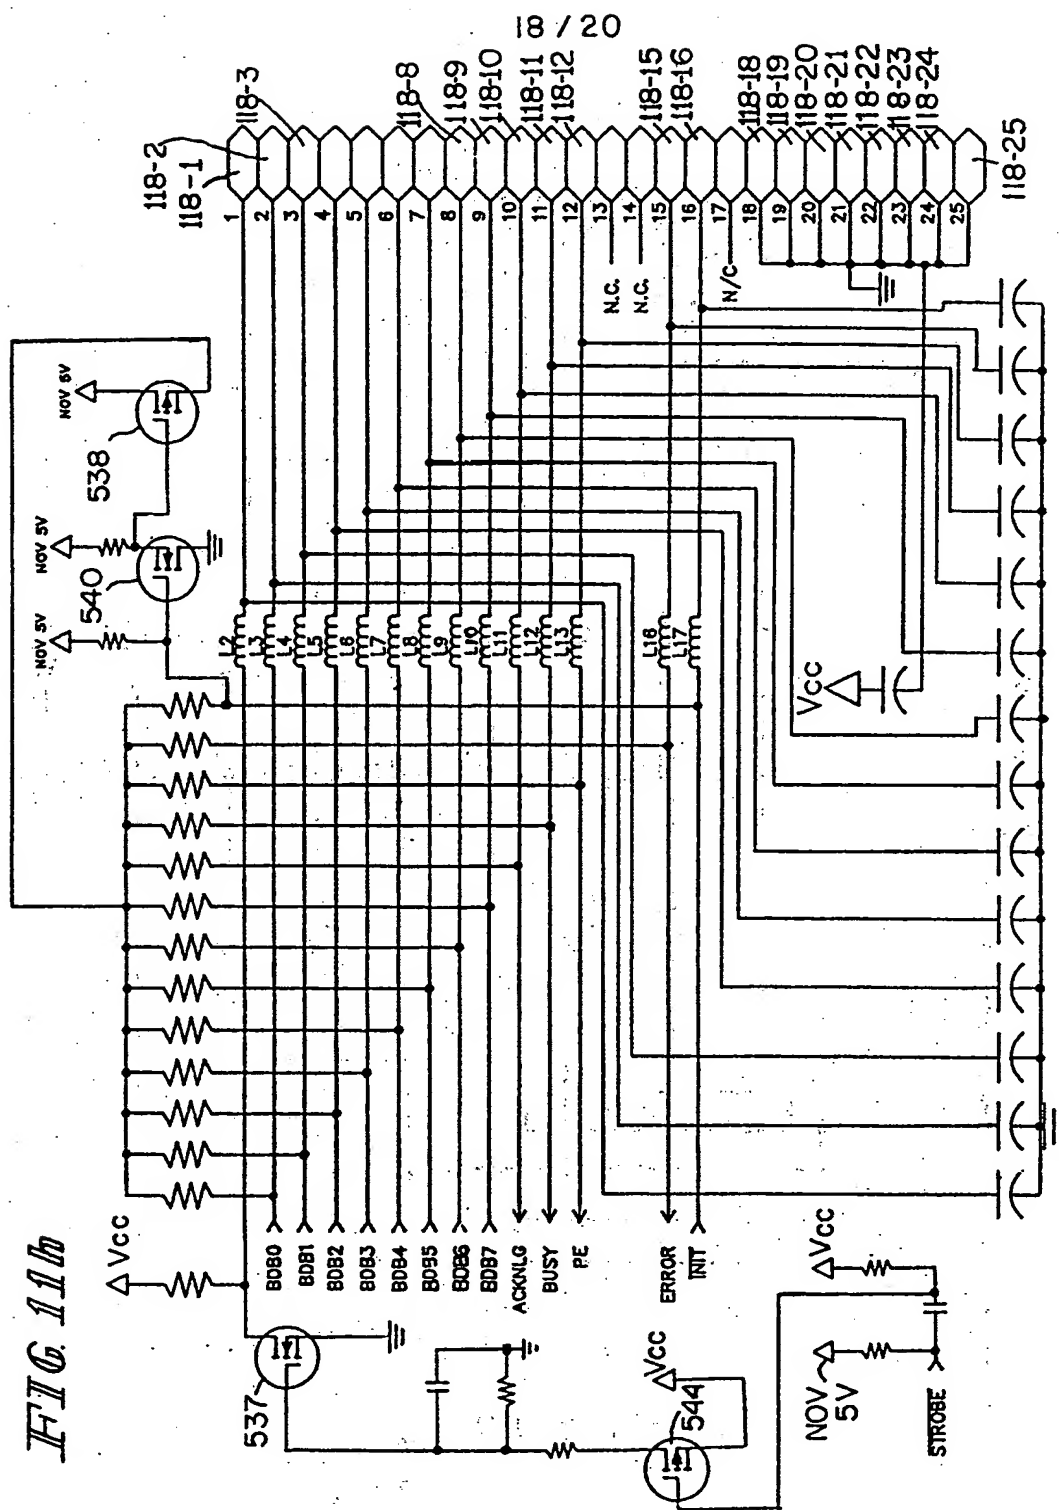 18 / 20
FIG. 11h
118-1
118-2
118-3
118-8
118-9
118-10
118-11
118-12
118-15
118-16
118-18
118-19
118-20
118-21
118-22
118-23
118-24
118-25
1
2
3
4
5
6
7
8
9
10
11
12
13
14
15
16
17
18
19
20
21
22
23
24
25
N.C.
N.C.
N/C
NOV 5V
538
NOV 5V
540
NOV 5V
L2
L3
L4
L5
L6
L7
L8
L9
L10
L11
L12
L13
L16
L17
VCC
VCC
BDB0
BDB1
BDB2
BDB3
BDB4
BDB5
BDB6
BDB7
ACKNLG
BUSY
PE
ERROR
INIT
537
VCC
544
VCC
NOV
5V
STROBE